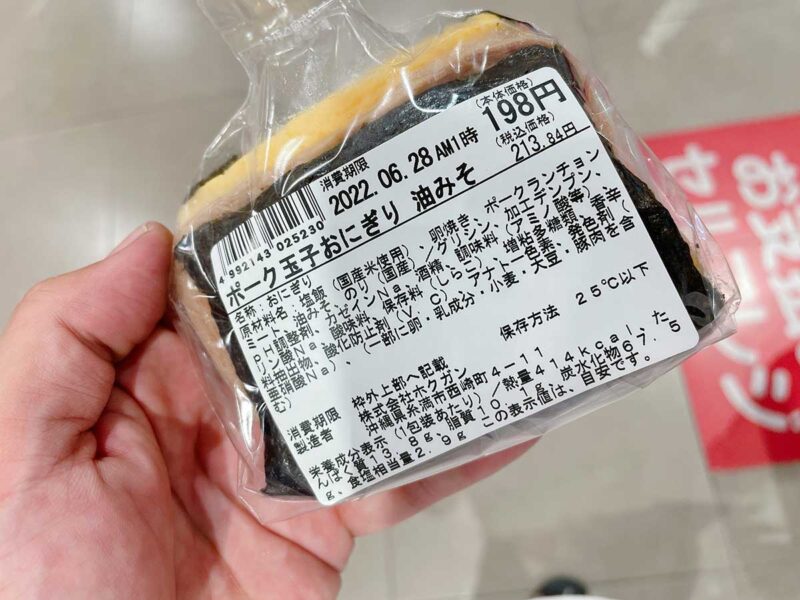 (本体価格)
198円
(税込価格)
213.84円
消費期限
2022.06.28 AM1時
4 992143 025230
ポーク玉子おにぎり 油みそ
名称:おにぎり
原材料名:塩飯(国産米使用)、卵焼き、ポークランチョン
ミート、油みそ、のり(国産)/グリシン、加工デンプン、
PH調整剤、酢酸Na、酒精、調味料(アミノ酸等)、
リン酸Na、酸味料、保存料(しらこ)、増粘多糖類、香辛
料抽出物、酸化防止剤(V.C)、アナトー色素、発色剤(
亜硝酸Na)、(一部に卵・乳成分・小麦・大豆・豚肉を含
む)
保存方法 25℃以下
消費期限 枠外上部へ記載
製造者 株式会社ホクガン
沖縄県糸満市西崎町4-11
栄養成分表示(1包装あたり)/熱量414kcal、た
んぱく質13.8g、脂質10.g、炭水化物67.5
g、食塩相当量2.9g この表示値は、目安です。